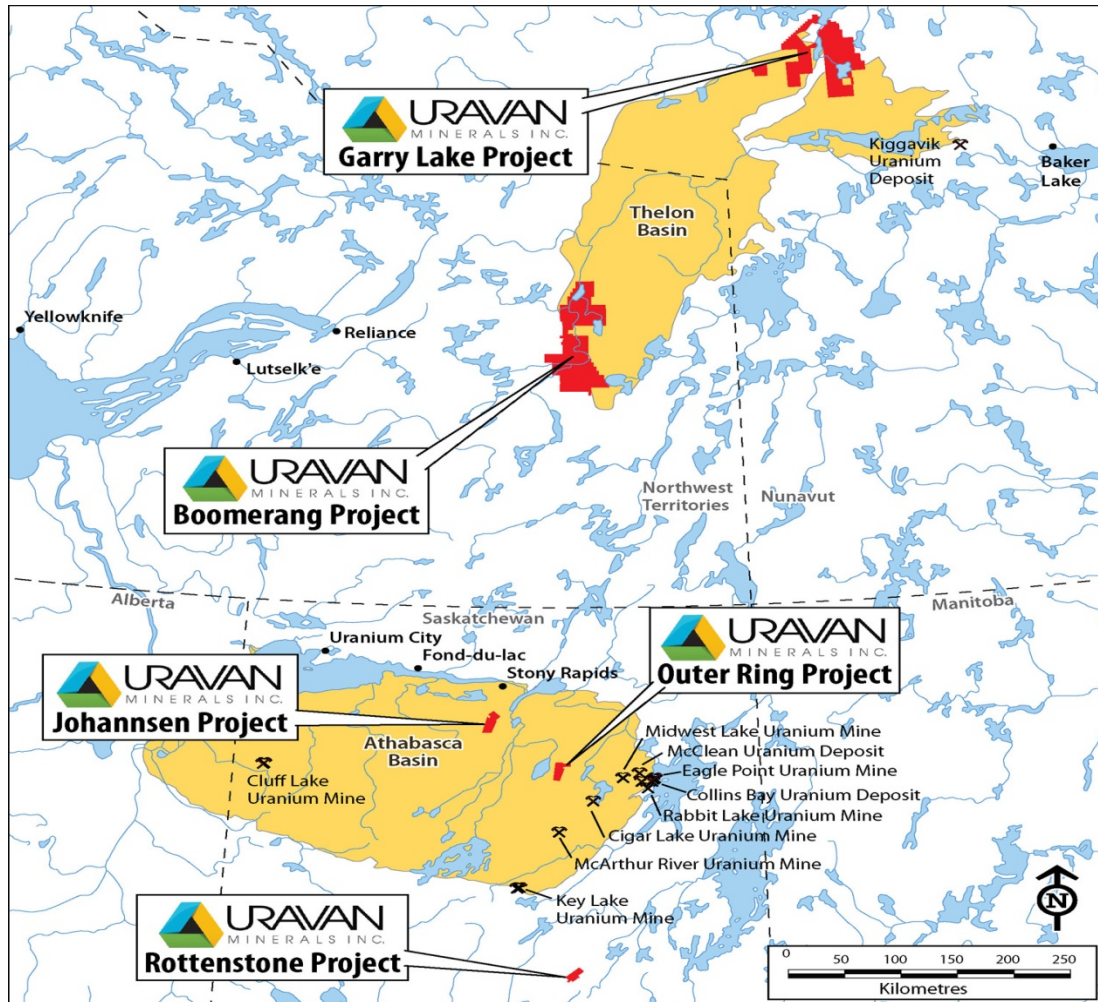 URAVAN
MINERALS INC.
Garry Lake Project
Kiggavik
Uranium
Deposit
Baker
Lake
Thelon
Basin
Yellowknife
Reliance
Lutselk'e
URAVAN
MINERALS INC.
Boomerang Project
Northwest
Territories
Nunavut
Alberta
Saskatchewan
Manitoba
Uranium City
Fond-du-lac
Stony Rapids
URAVAN
MINERALS INC.
Outer Ring Project
URAVAN
MINERALS INC.
Johannsen Project
Athabasca
Basin
Midwest Lake Uranium Mine
McClean Uranium Deposit
Eagle Point Uranium Mine
Collins Bay Uranium Deposit
Rabbit Lake Uranium Mine
Cluff Lake
Uranium Mine
Cigar Lake Uranium Mine
McArthur River Uranium Mine
Key Lake
Uranium Mine
URAVAN
MINERALS INC.
Rottenstone Project
N
0 50 100 150 200 250
Kilometres